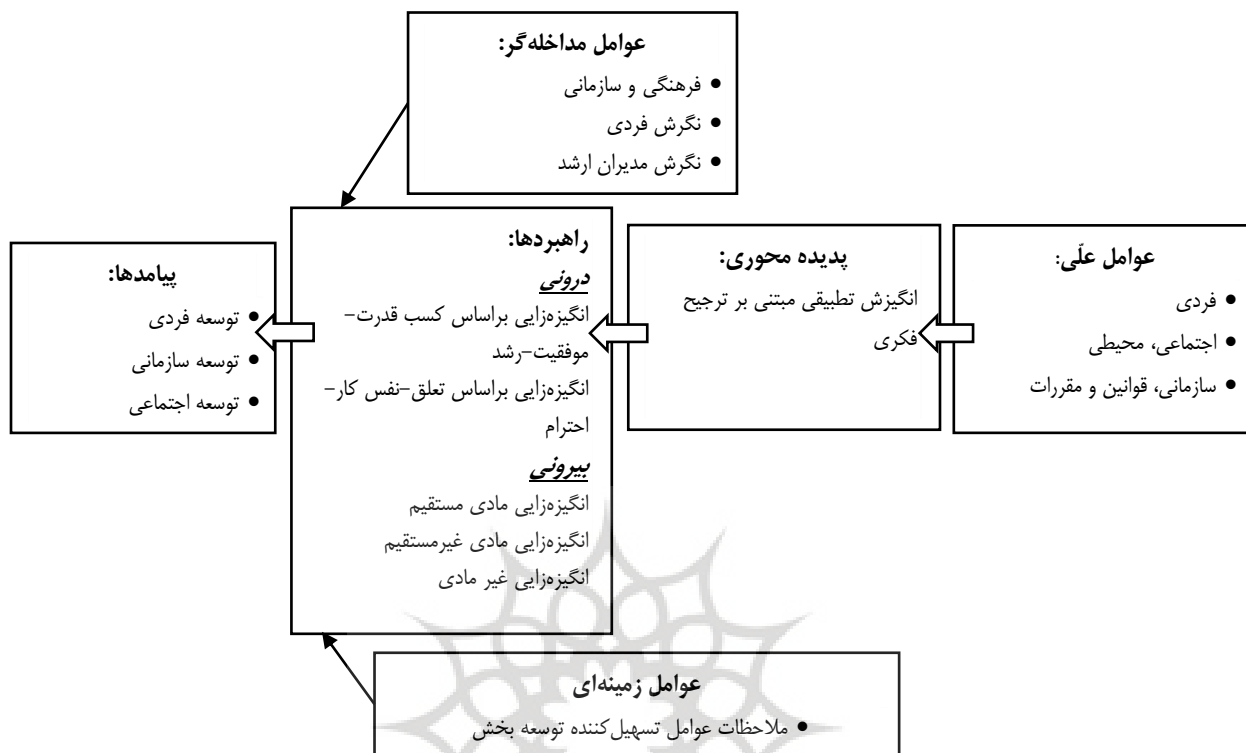 عوامل مداخله‌گر:
• فرهنگی و سازمانی
• نگرش فردی
• نگرش مدیران ارشد
عوامل علّی:
• فردی
• اجتماعی، محیطی
• سازمانی، قوانین و مقررات
پدیده محوری:
انگیزش تطبیقی مبتنی بر ترجیح
فکری
راهبردها:
درونی
انگیزه‌زایی براساس کسب قدرت-
موفقیت-رشد
انگیزه‌زایی براساس تعلق-نفس کار-
احترام
بیرونی
انگیزه‌زایی مادی مستقیم
انگیزه‌زایی مادی غیرمستقیم
انگیزه‌زایی غیر مادی
پیامدها:
• توسعه فردی
• توسعه سازمانی
• توسعه اجتماعی
عوامل زمینه‌ای
• ملاحظات عوامل تسهیل‌کننده توسعه بخش